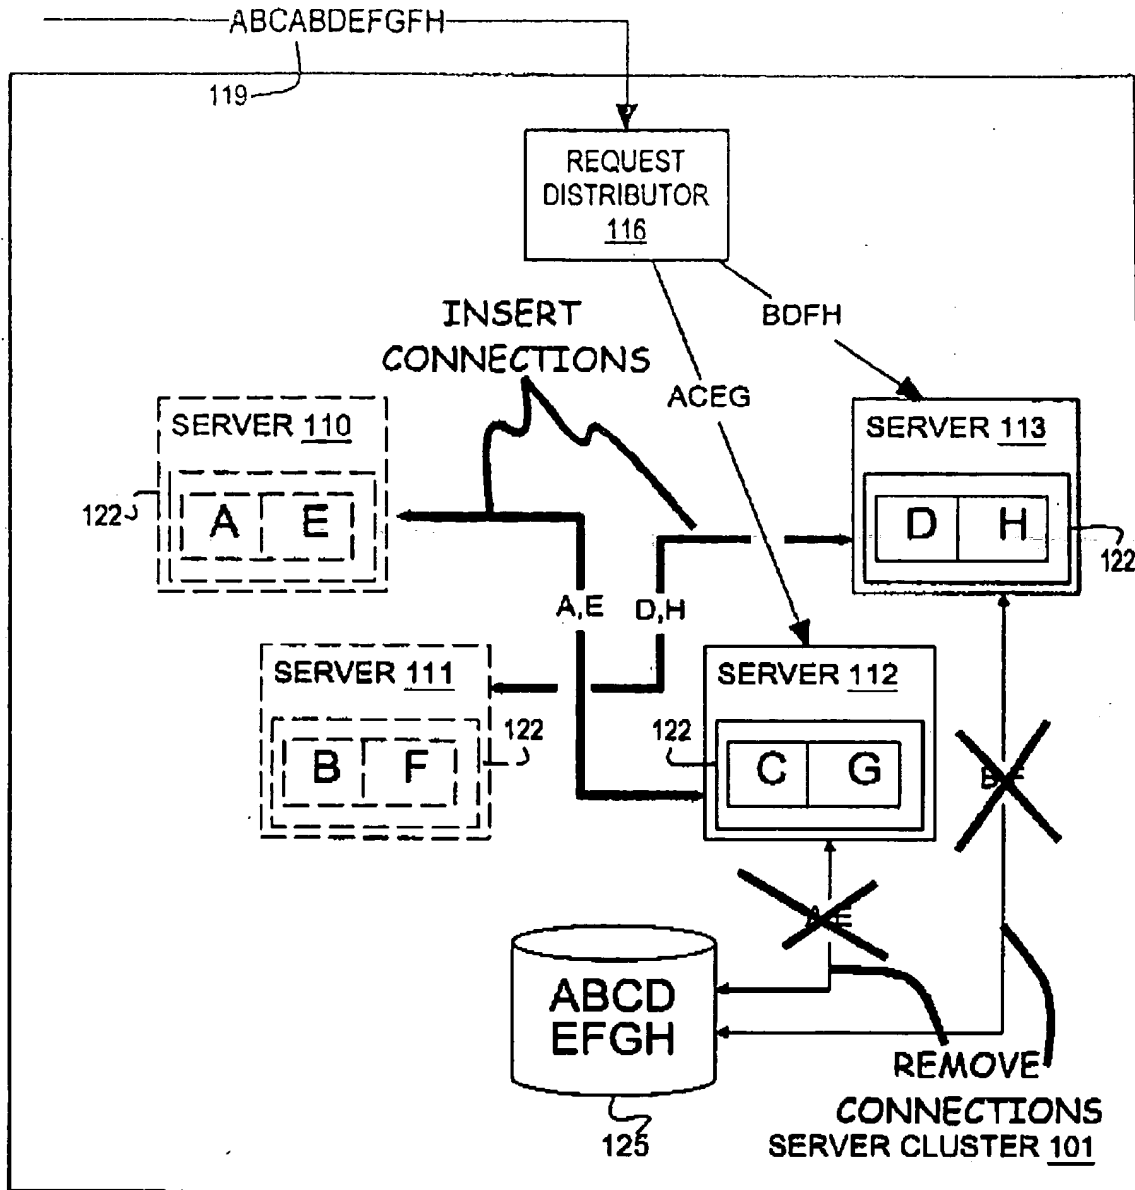 ABCABDEFGFH
119
REQUEST
DISTRIBUTOR
116
INSERT
CONNECTIONS
BDFH
ACEG
SERVER 110
122
A E
SERVER 113
D H
122
A,E
D,H
SERVER 111
B F
122
SERVER 112
122
C G
ABCD
EFGH
125
REMOVE
CONNECTIONS
SERVER CLUSTER 101